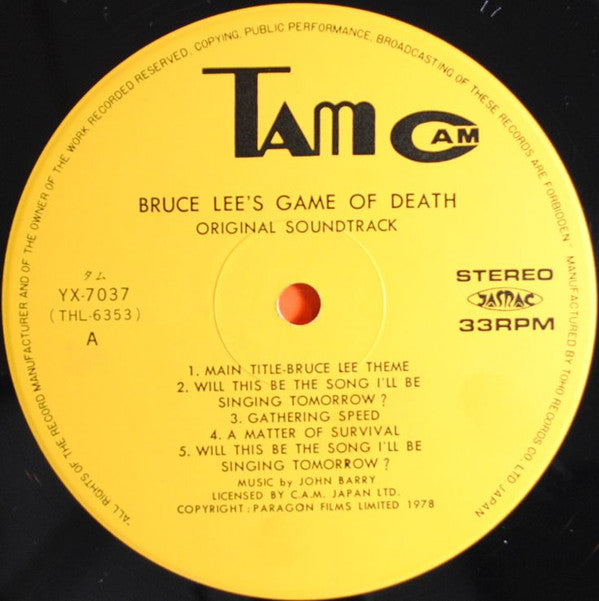 "ALL RIGHTS OF THE RECORD MANUFACTURER AND OF THE OWNER OF THE WORK RECORDED RESERVED. COPYING, PUBLIC PERFORMANCE, BROADCASTING OF THESE RECORDS ARE FORBIDDEN" MANUFACTURED BY TOHO RECORDS CO LTD JAPAN
TAM CAM
BRUCE LEE'S GAME OF DEATH
ORIGINAL SOUNDTRACK
タム
YX-7037
(THL-6353)
A
STEREO
JASRAC
33RPM
1. MAIN TITLE-BRUCE LEE THEME
2. WILL THIS BE THE SONG I'LL BE
SINGING TOMORROW ?
3. GATHERING SPEED
4. A MATTER OF SURVIVAL
5. WILL THIS BE THE SONG I'LL BE
SINGING TOMORROW ?
MUSIC by JOHN BARRY
LICENSED BY C.A.M. JAPAN LTD.
COPYRIGHT : PARAGON FILMS LIMITED 1978